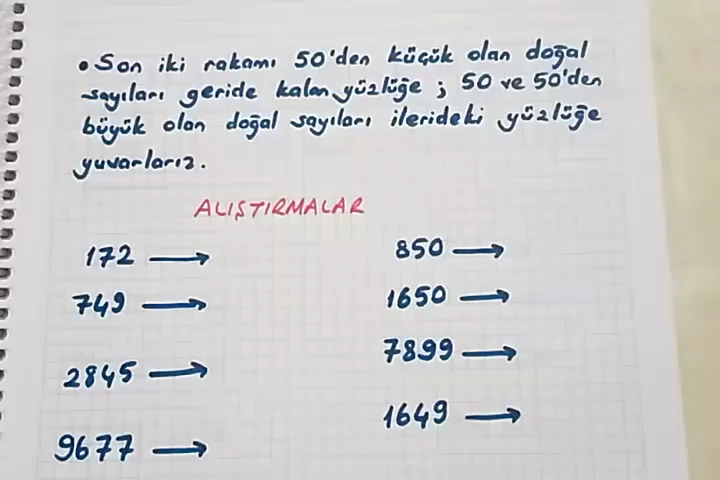 • Son iki rakamı 50'den küçük olan doğal
sayıları geride kalan yüzlüğe ; 50 ve 50'den
büyük olan doğal sayıları ilerideki yüzlüğe
yuvarlarız.
ALIŞTIRMALAR
172 →
850 →
749 →
1650 →
2845 →
7899 →
9677 →
1649 →